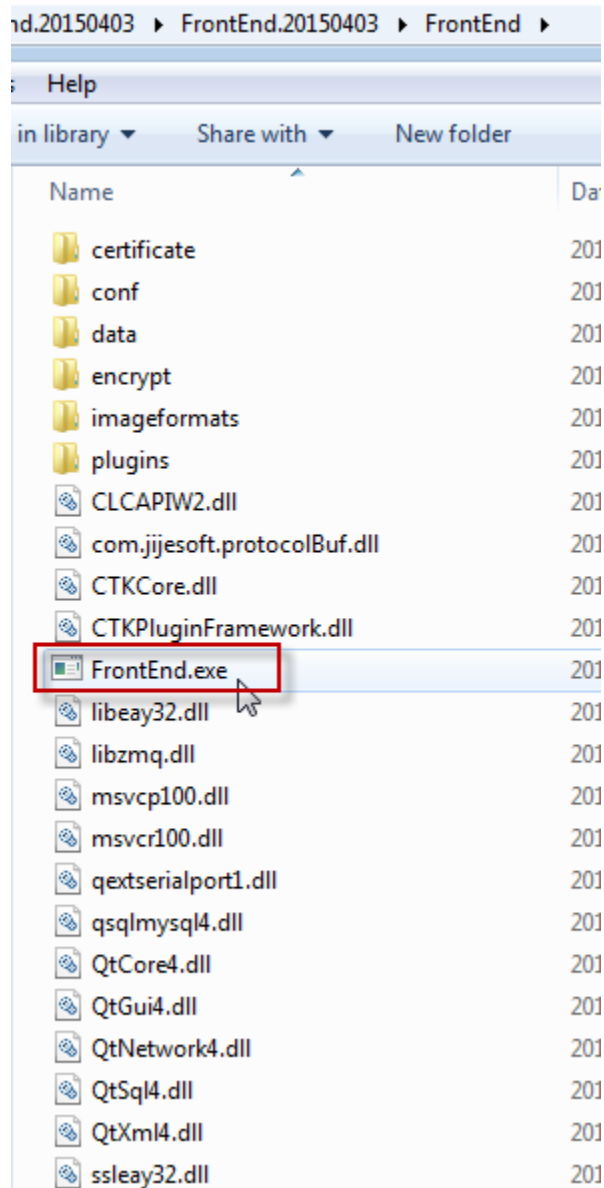 nd.20150403 ▸ FrontEnd.20150403 ▸ FrontEnd ▸
s Help
in library ▾ Share with ▾ New folder
Name Da
certificate 201
conf 201
data 201
encrypt 201
imageformats 201
plugins 201
CLCAPIW2.dll 201
com.jijesoft.protocolBuf.dll 201
CTKCore.dll 201
CTKPluginFramework.dll 201
FrontEnd.exe 201
libeay32.dll 201
libzmq.dll 201
msvcp100.dll 201
msvcr100.dll 201
qextserialport1.dll 201
qsqlmysql4.dll 201
QtCore4.dll 201
QtGui4.dll 201
QtNetwork4.dll 201
QtSql4.dll 201
QtXml4.dll 201
ssleay32.dll 201